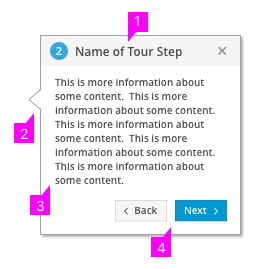 1
2 Name of Tour Step ×
This is more information about
some content.  This is more
information about some content.
This is more information about
some content.  This is more
information about some content.
This is more information about
some content.
2
3
< Back Next >
4